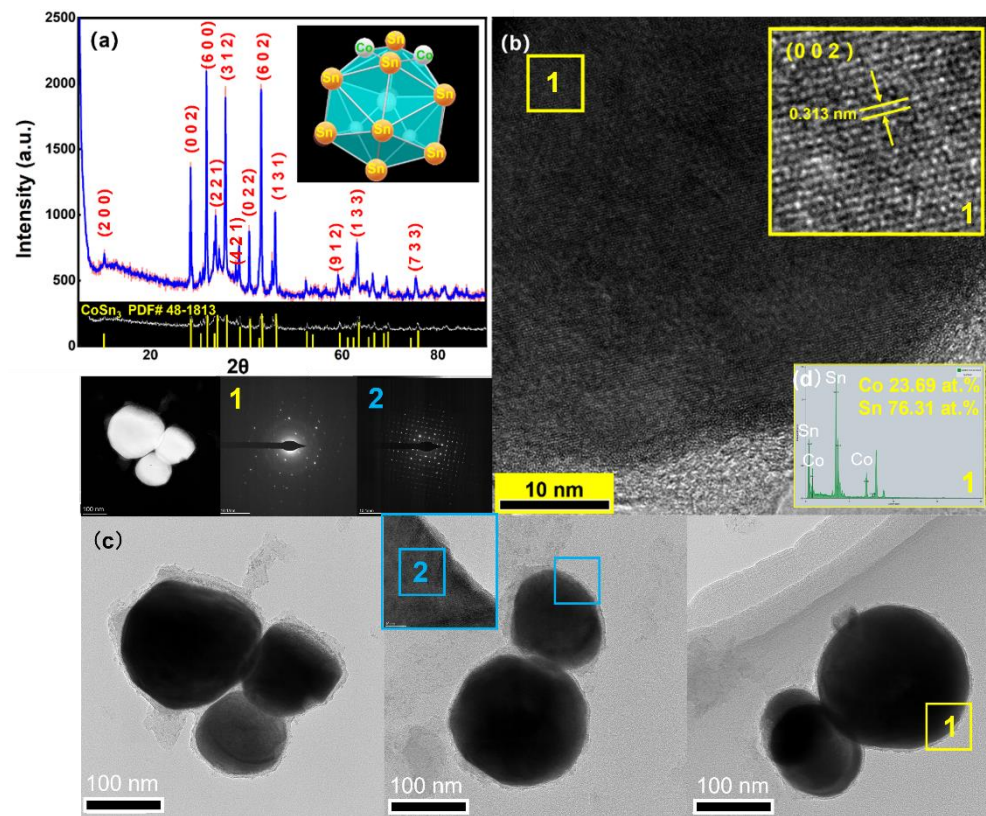 (a)
Intensity (a.u.)
2500
2000
1500
1000
500
0
(2 0 0)
(0 0 2)
(6 0 0)
(2 2 1)
(3 1 2)
(4 2 1)
(0 2 2)
(6 0 2)
(1 3 1)
(9 1 2)
(1 3 3)
(7 3 3)
Sn
Co
Co
Sn
Sn
Sn
Sn
Sn
Sn
Sn
Sn
CoSn₃ PDF# 48-1813
20
40
60
80
2θ
(b)
1
(0 0 2)
0.313 nm
1
10 nm
(d)
Sn
Co 23.69 at.%
Sn 76.31 at.%
Sn
Co
Co
1
100 nm
1
2
(c)
100 nm
2
100 nm
1
100 nm